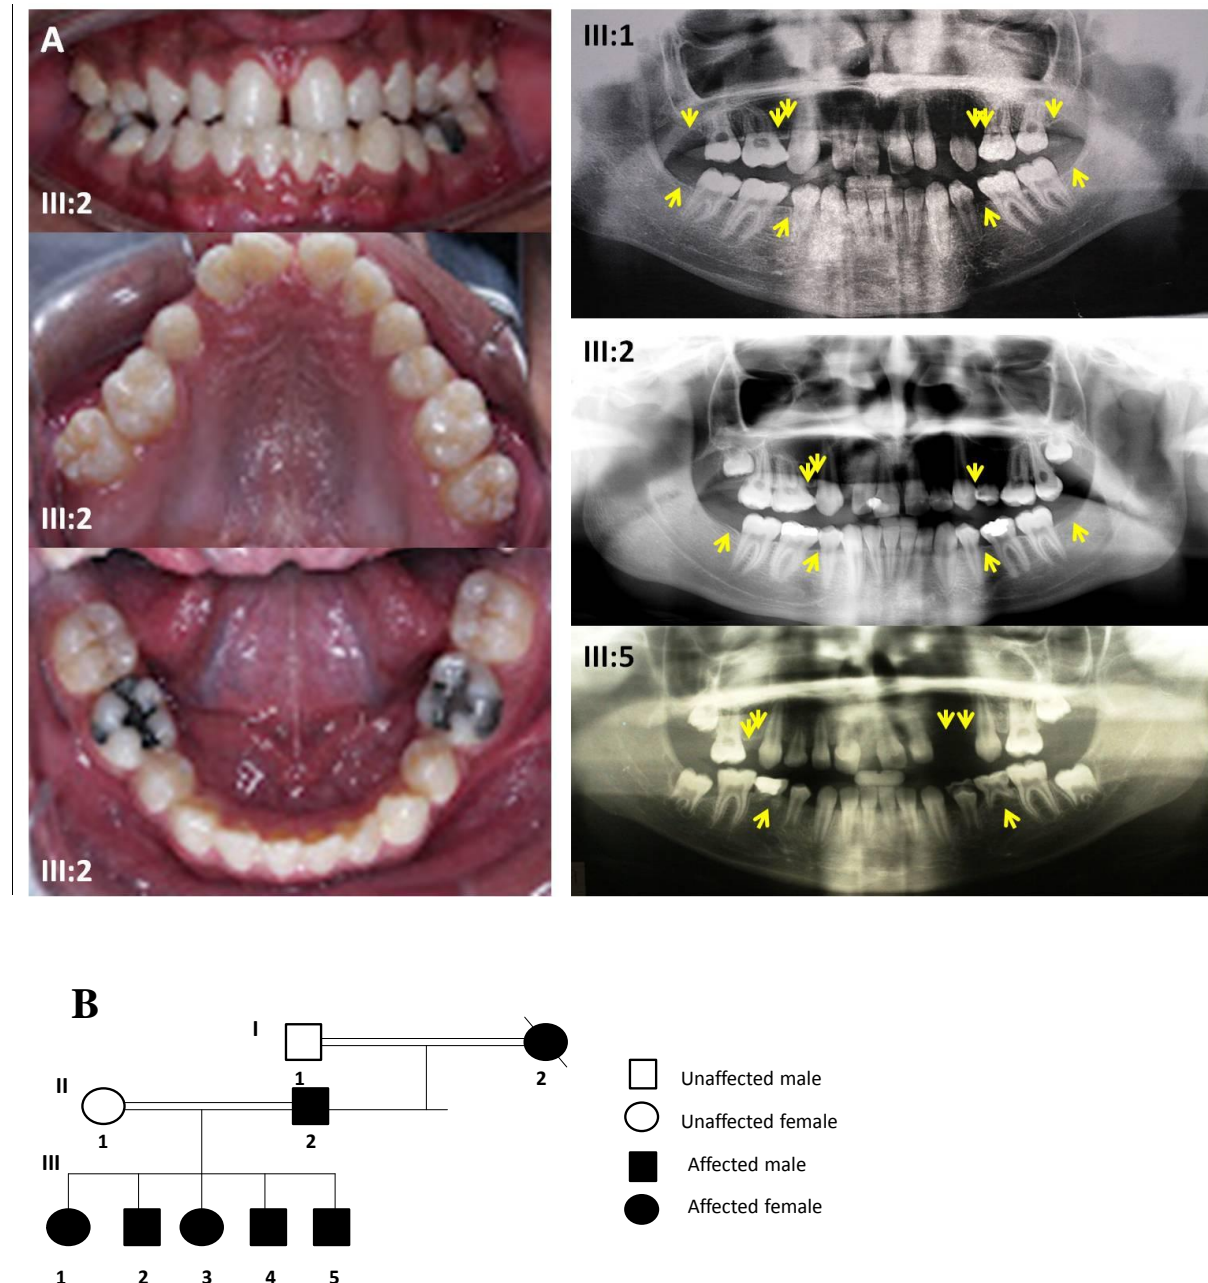 A
III:2
III:2
III:2
III:1
III:2
III:5
B
I
1
2
II
1
2
III
1
2
3
4
5
Unaffected male
Unaffected female
Affected male
Affected female